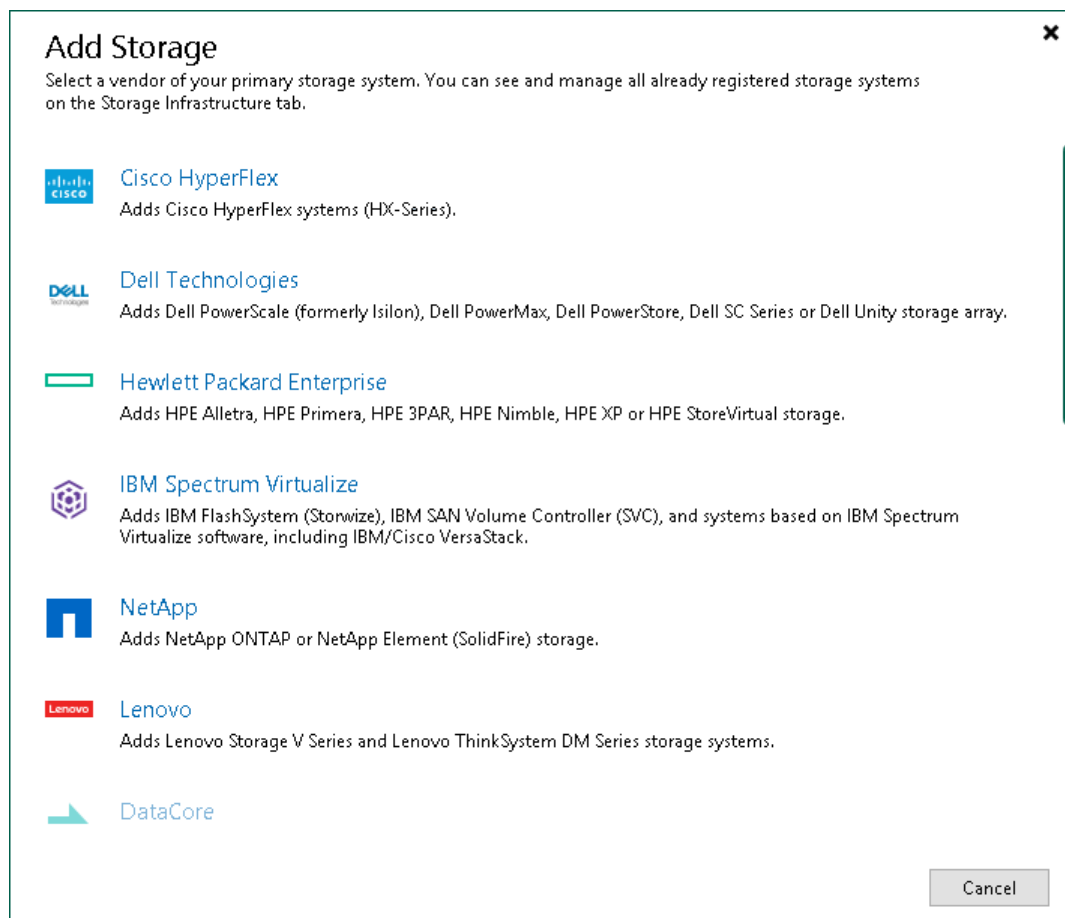 Add Storage
Select a vendor of your primary storage system. You can see and manage all already registered storage systems
on the Storage Infrastructure tab.
CISCO
Cisco HyperFlex
Adds Cisco HyperFlex systems (HX-Series).
DELL
Technologies
Dell Technologies
Adds Dell PowerScale (formerly Isilon), Dell PowerMax, Dell PowerStore, Dell SC Series or Dell Unity storage array.
Hewlett Packard Enterprise
Adds HPE Alletra, HPE Primera, HPE 3PAR, HPE Nimble, HPE XP or HPE StoreVirtual storage.
IBM Spectrum Virtualize
Adds IBM FlashSystem (Storwize), IBM SAN Volume Controller (SVC), and systems based on IBM Spectrum
Virtualize software, including IBM/Cisco VersaStack.
NetApp
Adds NetApp ONTAP or NetApp Element (SolidFire) storage.
Lenovo
Lenovo
Adds Lenovo Storage V Series and Lenovo ThinkSystem DM Series storage systems.
DataCore
Cancel